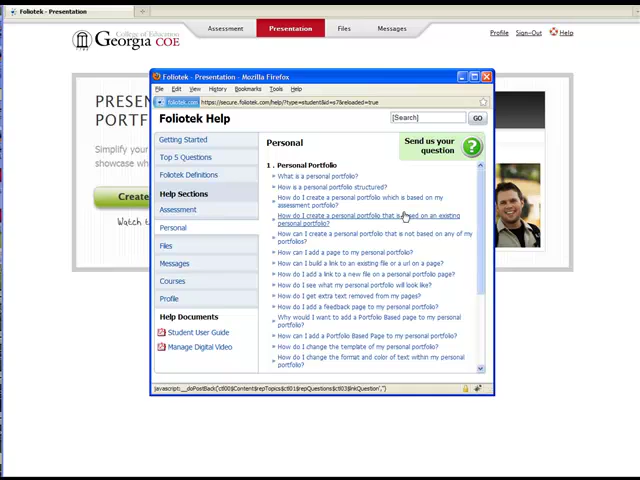 Foliotek - Presentation
College of Education
Georgia COE
Assessment
Presentation
Files
Messages
Profile
Sign-Out
Help
PRESEN
PORTF
Simplify your
showcase wh
Create
Watch t
Foliotek - Presentation - Mozilla Firefox
File Edit View History Bookmarks Tools Help
foliotek.com https://secure.foliotek.com/help/?type=student&id=s7&reloaded=true
Foliotek Help
[Search]
GO
Getting Started
Top 5 Questions
Foliotek Definitions
Help Sections
Assessment
Personal
Files
Messages
Courses
Profile
Help Documents
Student User Guide
Manage Digital Video
Personal
Send us your
question
1 . Personal Portfolio
What is a personal portfolio?
How is a personal portfolio structured?
How do I create a personal portfolio which is based on my
assessment portfolio?
How do I create a personal portfolio that is based on an existing
personal portfolio?
How can I create a personal portfolio that is not based on any of my
portfolios?
How can I add a page to my personal portfolio?
How can I build a link to an existing file or a url on a page?
How do I add a link to a new file on a personal portfolio page?
How do I see what my personal portfolio will look like?
How do I get extra text removed from my pages?
How do I add a feedback page to my personal portfolio?
Why would I want to add a Portfolio Based page to my personal
portfolio?
How can I add a Portfolio Based Page to my personal portfolio?
How do I change the template of my personal portfolio?
How do I change the format and color of text within my personal
portfolio?
javascript:__doPostBack('ctl00$Content$repTopics$ctl01$repQuestions$ctl03$lnkQuestion','')